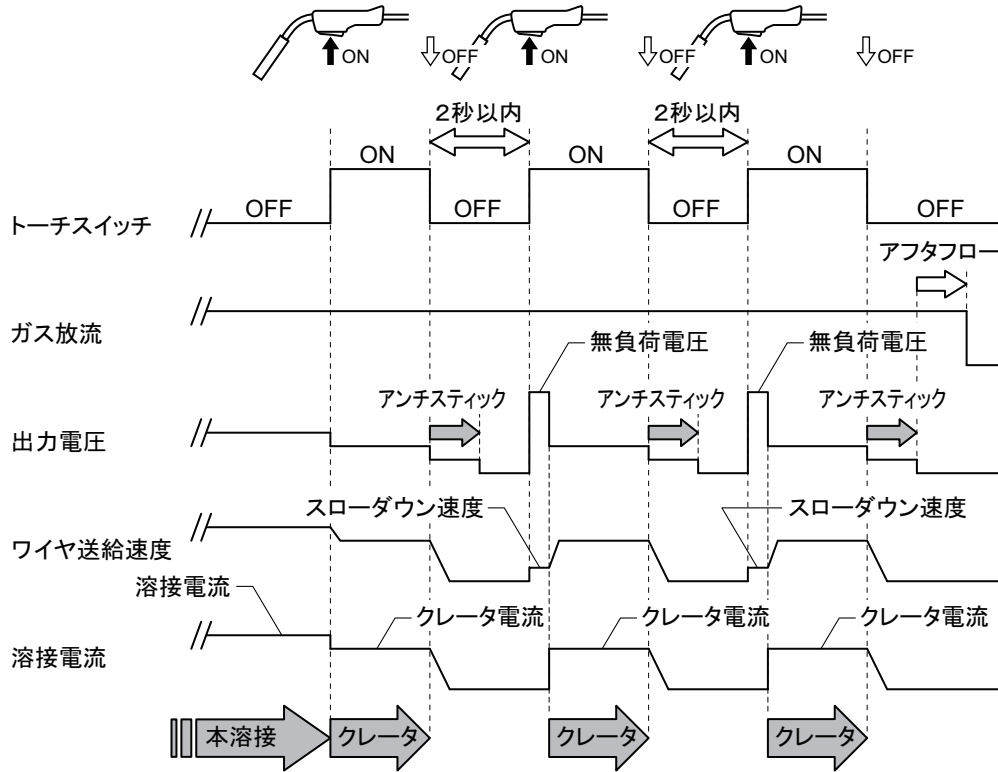 ON
OFF
ON
OFF
ON
OFF
2秒以内
2秒以内
ON
ON
ON
OFF
OFF
OFF
OFF
トーチスイッチ
アフタフロー
ガス放流
無負荷電圧
無負荷電圧
アンチスティック
アンチスティック
アンチスティック
出力電圧
スローダウン速度
スローダウン速度
ワイヤ送給速度
溶接電流
クレータ電流
クレータ電流
クレータ電流
溶接電流
本溶接
クレータ
クレータ
クレータ